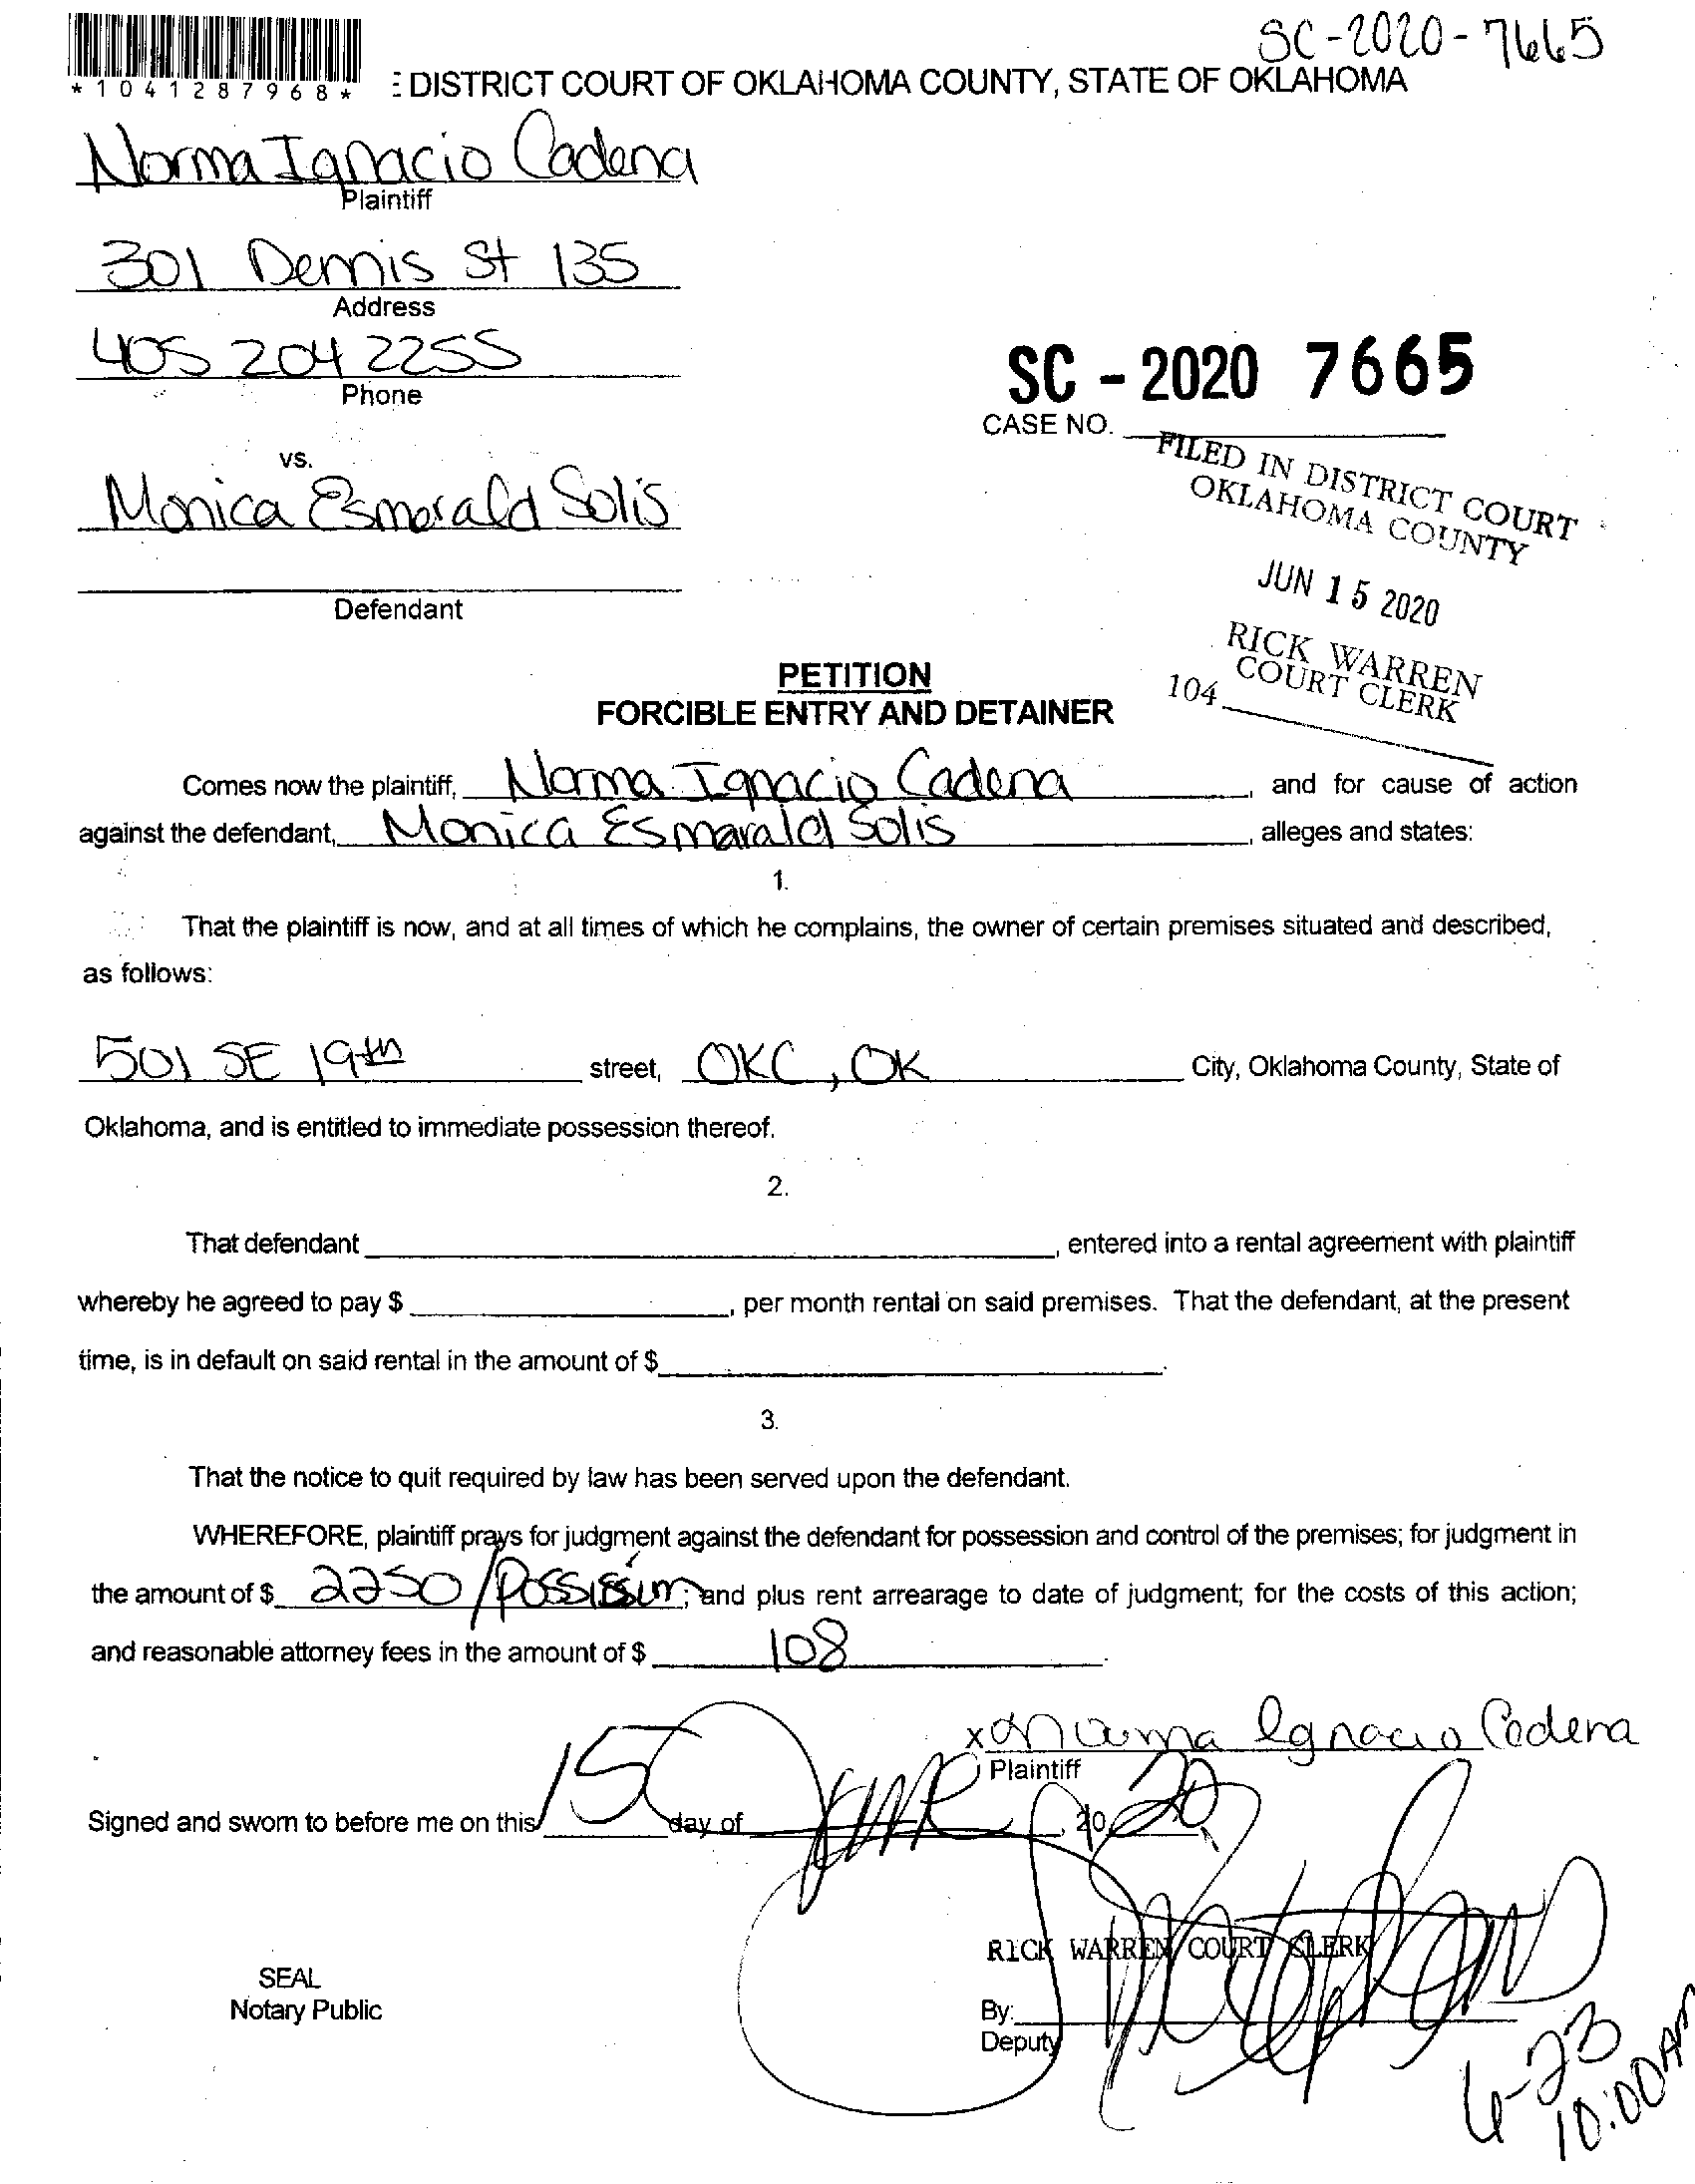 SC-2020-7665
*1041287968*
E DISTRICT COURT OF OKLAHOMA COUNTY, STATE OF OKLAHOMA
Norma Ignacio Cadena
Plaintiff
301 Dennis St 135
Address
405 204 2255
Phone
SC - 2020 7665
CASE NO.
vs.
FILED IN DISTRICT COURT
OKLAHOMA COUNTY
Monica Esmerald Solis
JUN 15 2020
Defendant
RICK WARREN
COURT CLERK
104
PETITION
FORCIBLE ENTRY AND DETAINER
Comes now the plaintiff, Norma Ignacio Cadena, and for cause of action
against the defendant, Monica Esmarald Solis, alleges and states:
1.
That the plaintiff is now, and at all times of which he complains, the owner of certain premises situated and described,
as follows:
501 SE 19th street, OKC, OK City, Oklahoma County, State of
Oklahoma, and is entitled to immediate possession thereof.
2.
That defendant , entered into a rental agreement with plaintiff
whereby he agreed to pay $ , per month rental on said premises. That the defendant, at the present
time, is in default on said rental in the amount of $ .
3.
That the notice to quit required by law has been served upon the defendant.
WHEREFORE, plaintiff prays for judgment against the defendant for possession and control of the premises; for judgment in
the amount of $ 2250/ ; and plus rent arrearage to date of judgment; for the costs of this action;
and reasonable attorney fees in the amount of $ 108.
x Norma Ignacio Cadena
Plaintiff
Signed and sworn to before me on this 15 day of June, 20 20
RICK WARREN COURT CLERK
SEAL
Notary Public
By:
Deputy
6-23
10:00AM